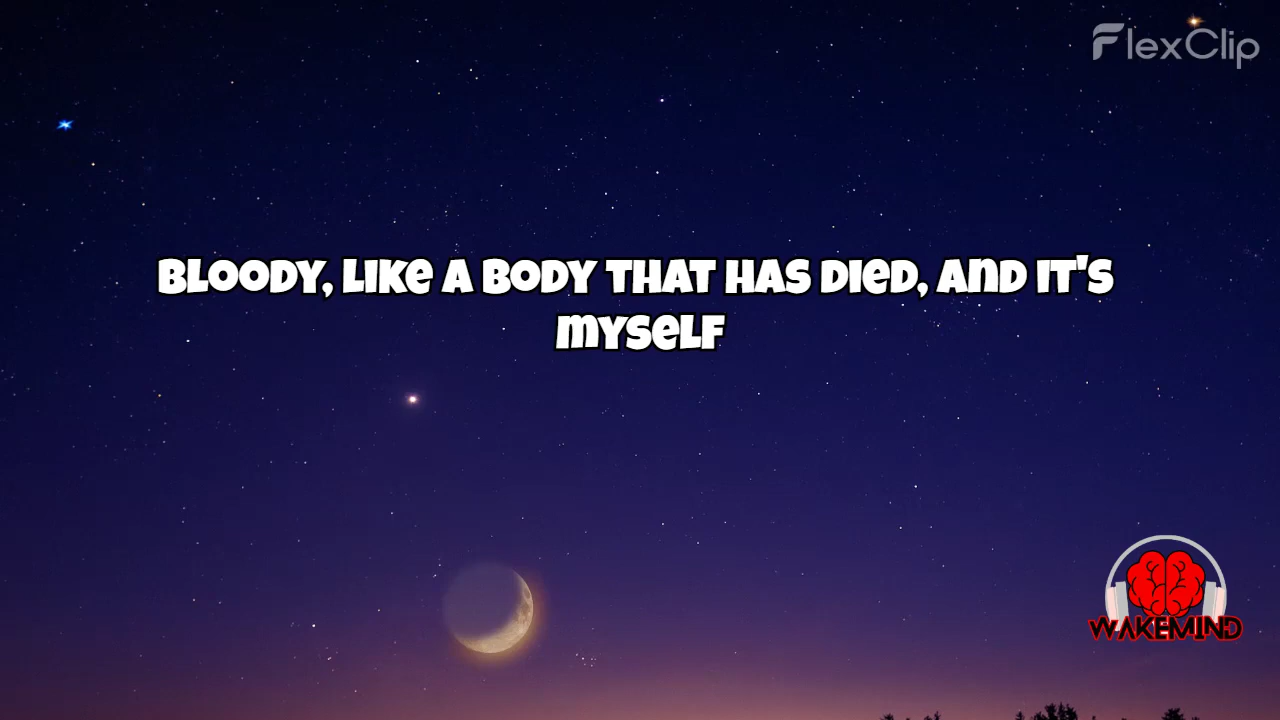 FlexClip
BLOODY, LIKE A BODY THAT HAS DIED, AND IT'S
MYSELF
WAKEMIND